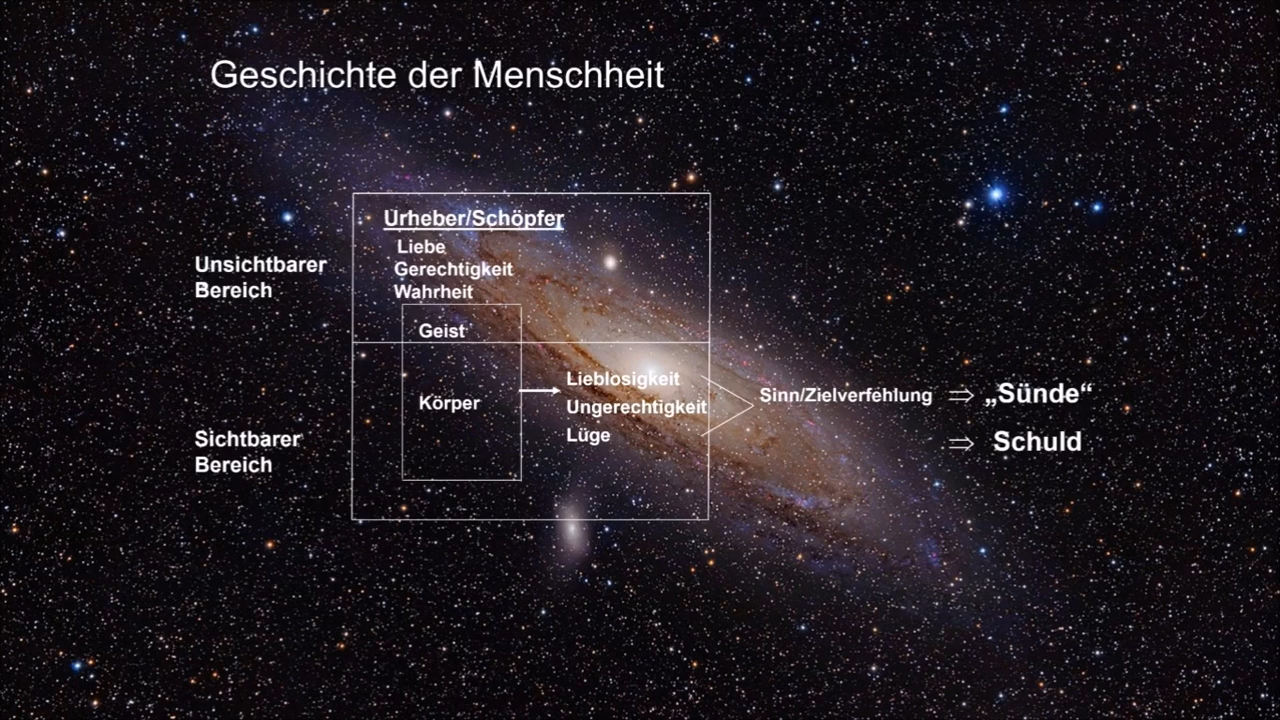 Geschichte der Menschheit
Urheber/Schöpfer
Liebe
Gerechtigkeit
Wahrheit
Unsichtbarer
Bereich
Geist
Körper
Lieblosigkeit
Ungerechtigkeit
Lüge
Sinn/Zielverfehlung ⇒ „Sünde“
⇒ Schuld
Sichtbarer
Bereich